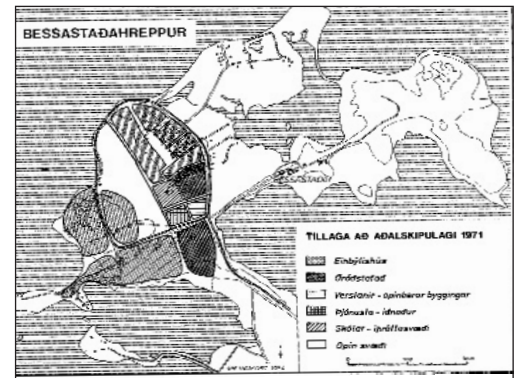 BESSASTAÐAHREPPUR
TILLAGA AÐ AÐALSKIPULAGI 1971
Einbýlishús
Óráðstafað
Verslanir - opinberar byggingar
Þjónusta - iðnaður
Skólar - íþróttasvæði
Opin svæði